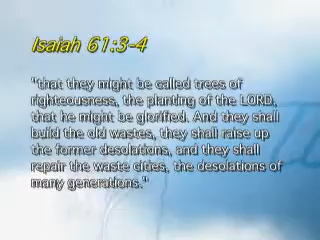 Isaiah 61:3-4
"that they might be called trees of
righteousness, the planting of the LORD,
that he might be glorified. And they shall
build the old wastes, they shall raise up
the former desolations, and they shall
repair the waste cities, the desolations of
many generations."